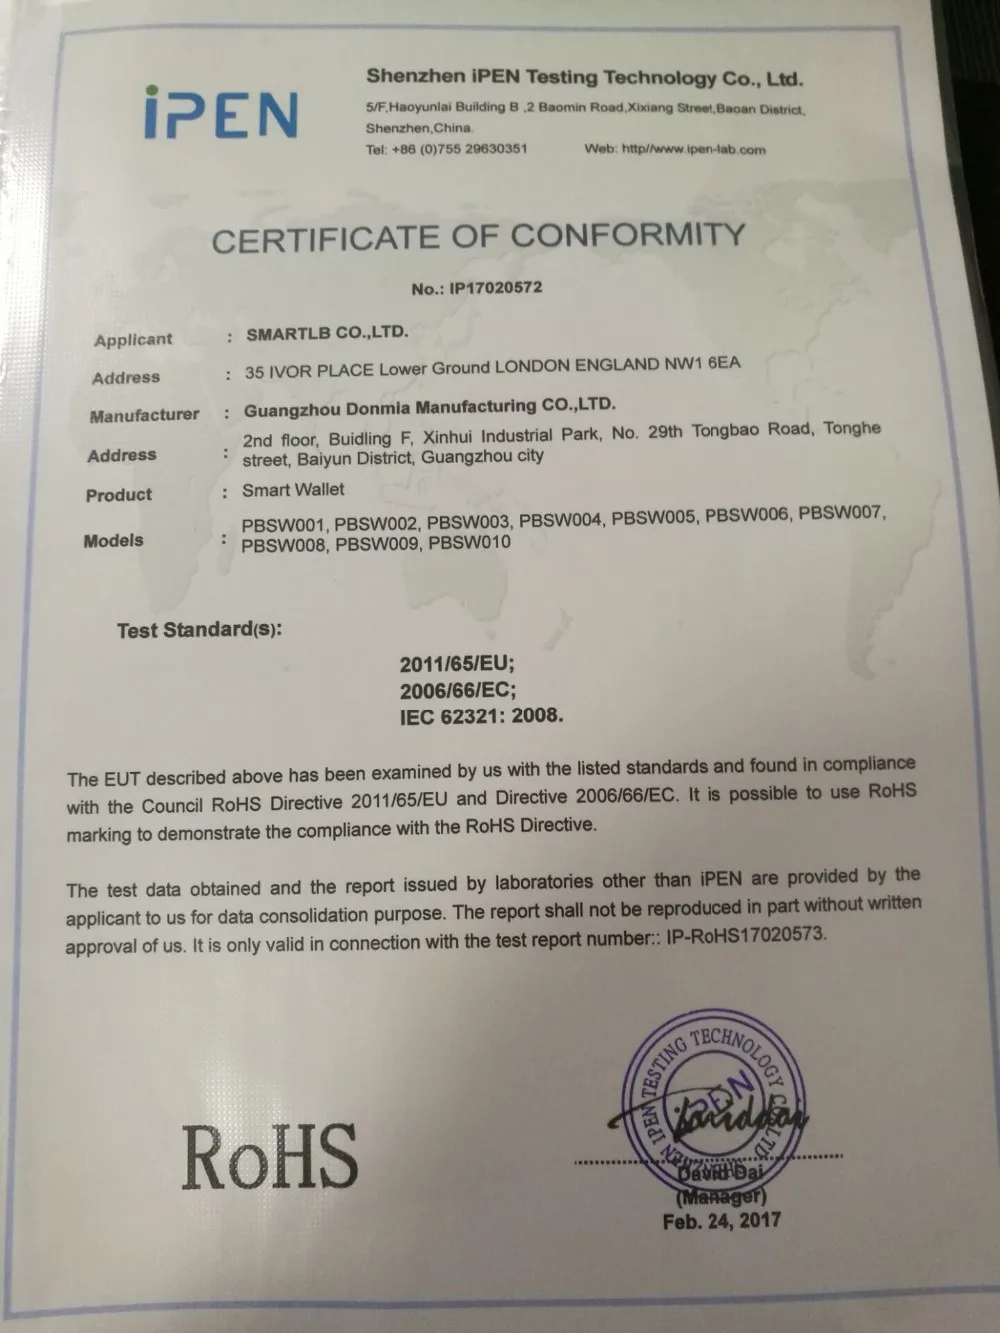 iPEN
Shenzhen iPEN Testing Technology Co., Ltd.
5/F,Haoyunlai Building B ,2 Baomin Road,Xixiang Street,Baoan District,
Shenzhen,China.
Tel: +86 (0)755 29630351 Web: http//www.ipen-lab.com
CERTIFICATE OF CONFORMITY
No.: IP17020572
Applicant : SMARTLB CO.,LTD.
Address : 35 IVOR PLACE Lower Ground LONDON ENGLAND NW1 6EA
Manufacturer : Guangzhou Donmia Manufacturing CO.,LTD.
Address : 2nd floor, Buidling F, Xinhui Industrial Park, No. 29th Tongbao Road, Tonghe
street, Baiyun District, Guangzhou city
Product : Smart Wallet
Models : PBSW001, PBSW002, PBSW003, PBSW004, PBSW005, PBSW006, PBSW007,
PBSW008, PBSW009, PBSW010
Test Standard(s):
2011/65/EU;
2006/66/EC;
IEC 62321: 2008.
The EUT described above has been examined by us with the listed standards and found in compliance
with the Council RoHS Directive 2011/65/EU and Directive 2006/66/EC. It is possible to use RoHS
marking to demonstrate the compliance with the RoHS Directive.
The test data obtained and the report issued by laboratories other than iPEN are provided by the
applicant to us for data consolidation purpose. The report shall not be reproduced in part without written
approval of us. It is only valid in connection with the test report number:: IP-RoHS17020573.
RoHS
SHENZHEN IPEN TESTING TECHNOLOGY CO.,LTD
iPEN
David Dai
(Manager)
Feb. 24, 2017